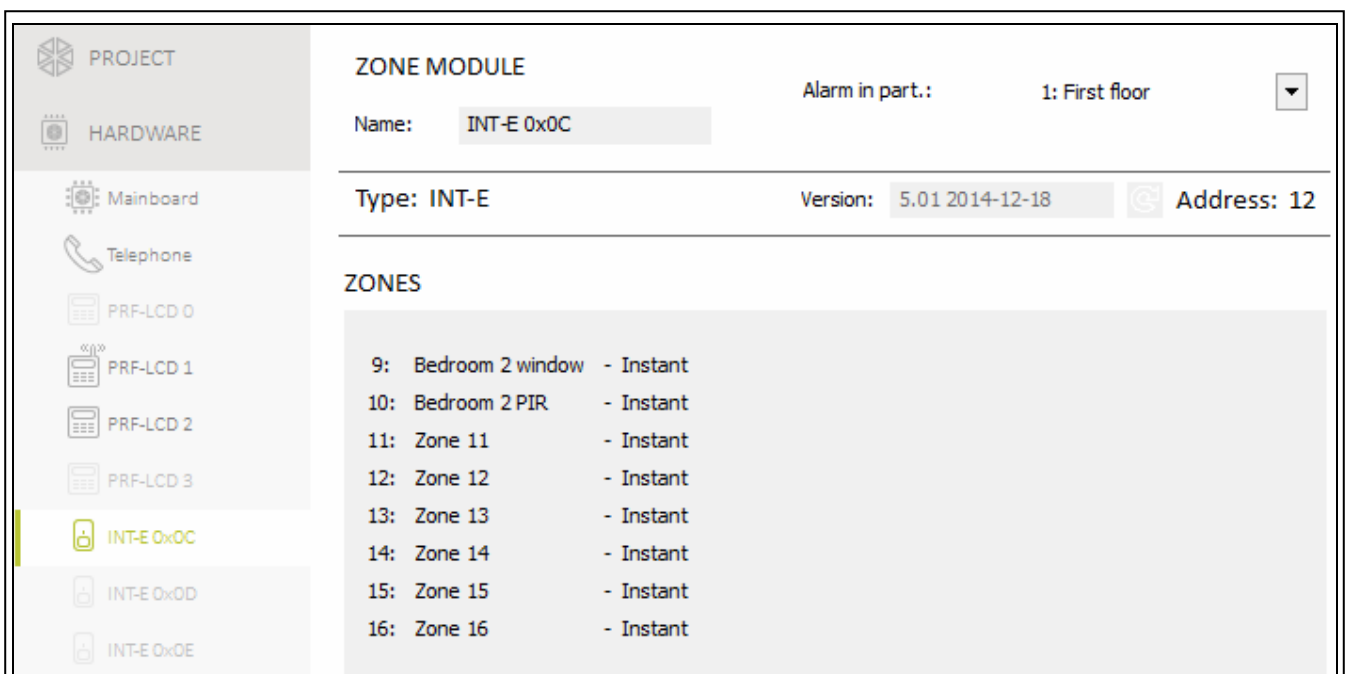 PROJECT
HARDWARE
Mainboard
Telephone
PRF-LCD 0
PRF-LCD 1
PRF-LCD 2
PRF-LCD 3
INT-E 0x0C
INT-E 0x0D
INT-E 0x0E
ZONE MODULE
Alarm in part.: 1: First floor
Name: INT-E 0x0C
Type: INT-E Version: 5.01 2014-12-18 Address: 12
ZONES
9: Bedroom 2 window - Instant
10: Bedroom 2 PIR - Instant
11: Zone 11 - Instant
12: Zone 12 - Instant
13: Zone 13 - Instant
14: Zone 14 - Instant
15: Zone 15 - Instant
16: Zone 16 - Instant